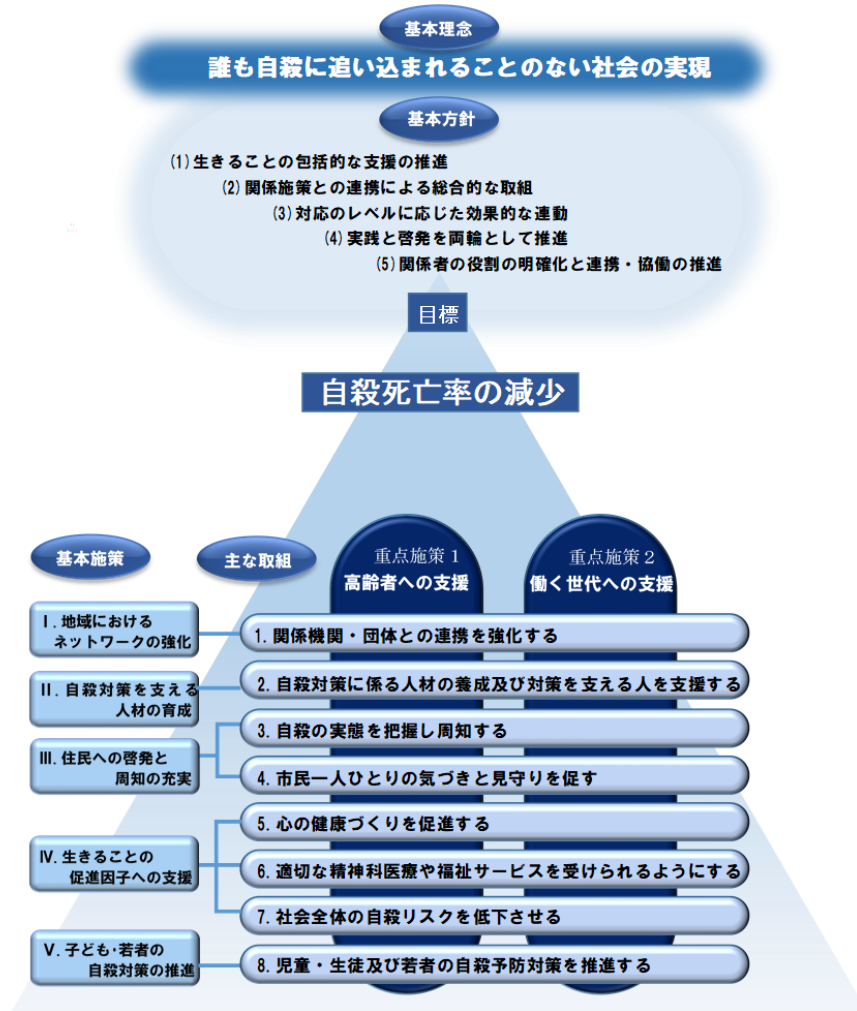 基本理念
誰も自殺に追い込まれることのない社会の実現
基本方針
(1)生きることの包括的な支援の推進
(2)関係施策との連携による総合的な取組
(3)対応のレベルに応じた効果的な連動
(4)実践と啓発を両輪として推進
(5)関係者の役割の明確化と連携・協働の推進
目標
自殺死亡率の減少
基本施策
主な取組
重点施策1
高齢者への支援
重点施策2
働く世代への支援
Ⅰ.地域における
ネットワークの強化
1.関係機関・団体との連携を強化する
Ⅱ.自殺対策を支える
人材の育成
2.自殺対策に係る人材の養成及び対策を支える人を支援する
Ⅲ.住民への啓発と
周知の充実
3.自殺の実態を把握し周知する
4.市民一人ひとりの気づきと見守りを促す
Ⅳ.生きることの
促進因子への支援
5.心の健康づくりを促進する
6.適切な精神科医療や福祉サービスを受けられるようにする
7.社会全体の自殺リスクを低下させる
Ⅴ.子ども・若者の
自殺対策の推進
8.児童・生徒及び若者の自殺予防対策を推進する